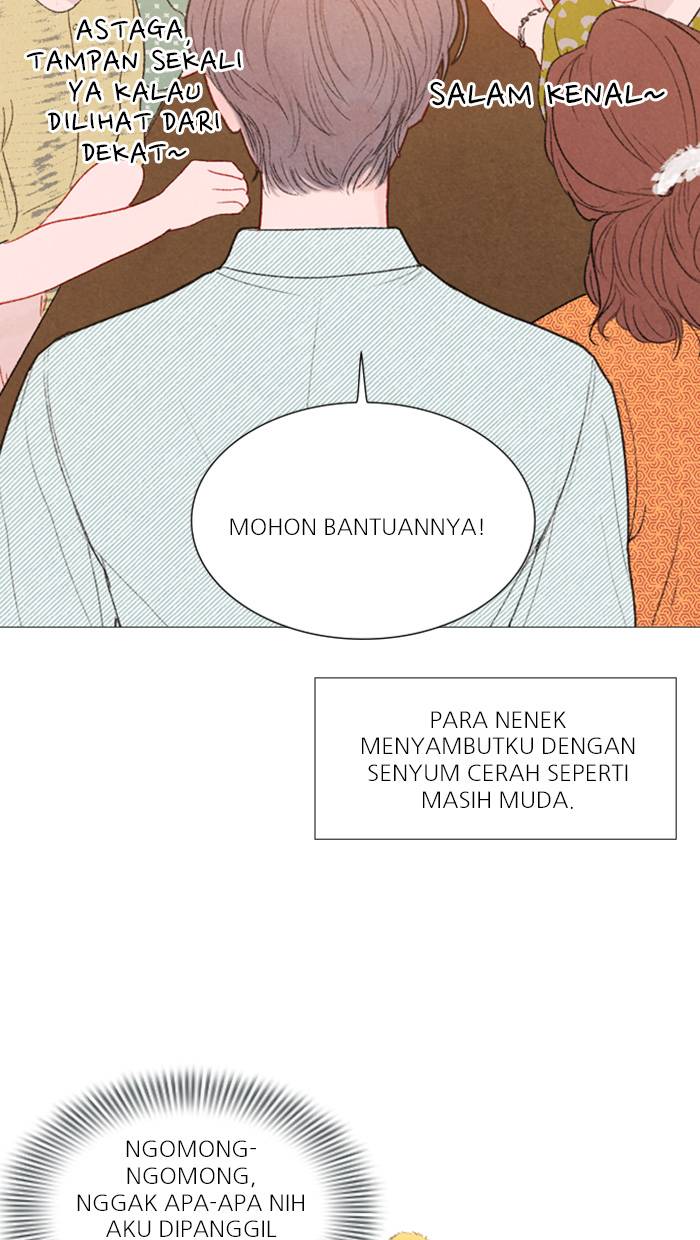 ASTAGA,
TAMPAN SEKALI
YA KALAU
DILIHAT DARI
DEKAT~
SALAM KENAL~
MOHON BANTUANNYA!
PARA NENEK
MENYAMBUTKU DENGAN
SENYUM CERAH SEPERTI
MASIH MUDA.
NGOMONG-
NGOMONG,
NGGAK APA-APA NIH
AKU DIPANGGIL